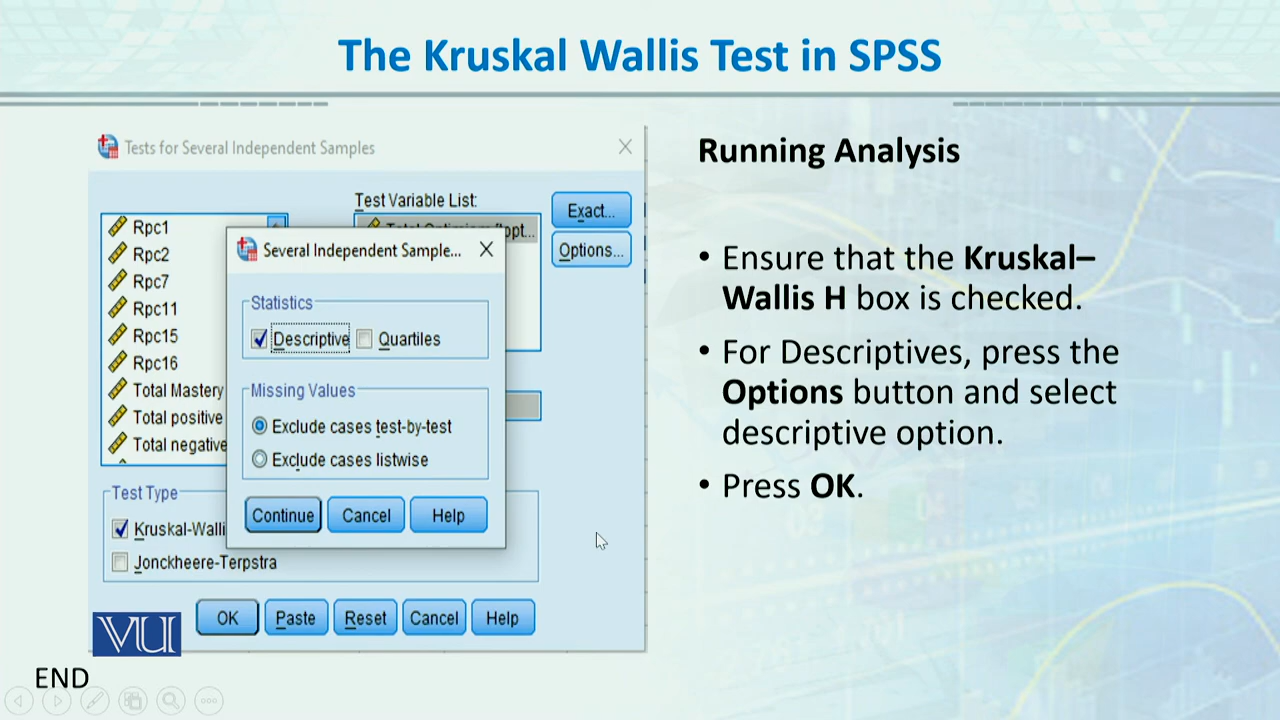 The Kruskal Wallis Test in SPSS
Tests for Several Independent Samples
Test Variable List:
Rpc1
Rpc2
Rpc7
Rpc11
Rpc15
Rpc16
Total Mastery
Total positive
Total negative
Exact...
Options...
Several Independent Sample...
Statistics
Descriptive
Quartiles
Missing Values
Exclude cases test-by-test
Exclude cases listwise
Continue
Cancel
Help
Test Type
Kruskal-Walli
Jonckheere-Terpstra
OK
Paste
Reset
Cancel
Help
VU
END
Running Analysis
• Ensure that the Kruskal–
Wallis H box is checked.
• For Descriptives, press the
Options button and select
descriptive option.
• Press OK.